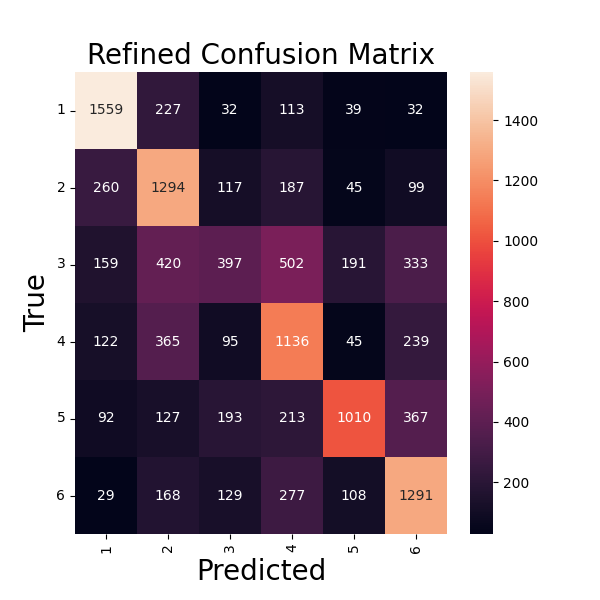 Refined Confusion Matrix
1 1559 227 32 113 39 32
2 260 1294 117 187 45 99
3 159 420 397 502 191 333
4 122 365 95 1136 45 239
5 92 127 193 213 1010 367
6 29 168 129 277 108 1291
1 2 3 4 5 6
True
Predicted
1400
1200
1000
800
600
400
200